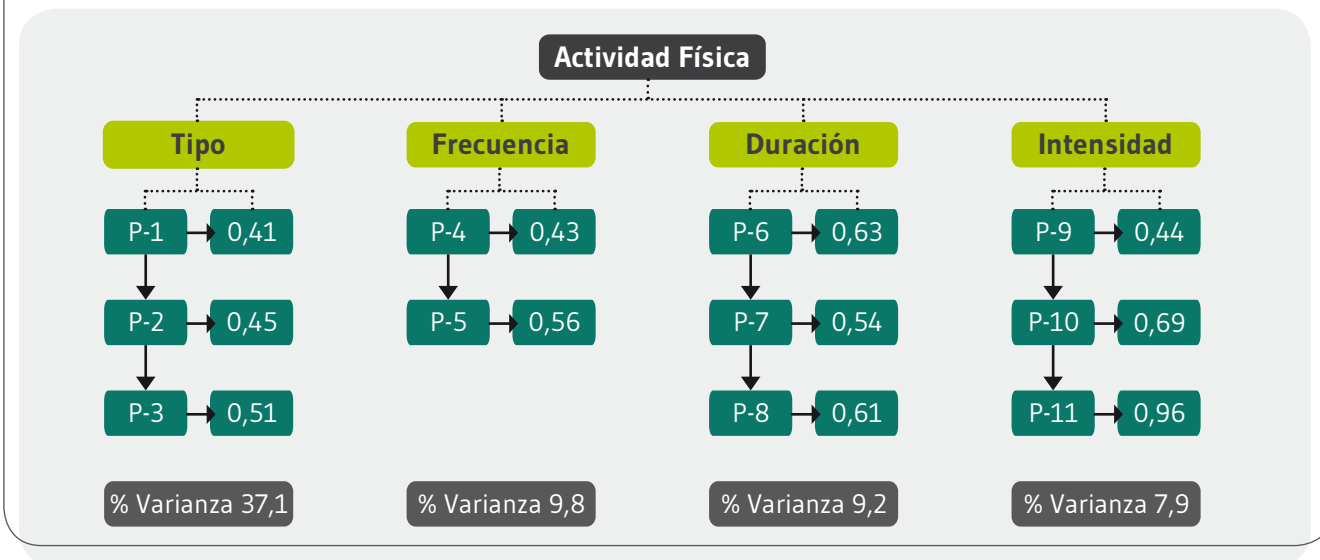 Actividad Física
Tipo
Frecuencia
Duración
Intensidad
P-1
0,41
P-4
0,43
P-6
0,63
P-9
0,44
P-2
0,45
P-5
0,56
P-7
0,54
P-10
0,69
P-3
0,51
P-8
0,61
P-11
0,96
% Varianza 37,1
% Varianza 9,8
% Varianza 9,2
% Varianza 7,9